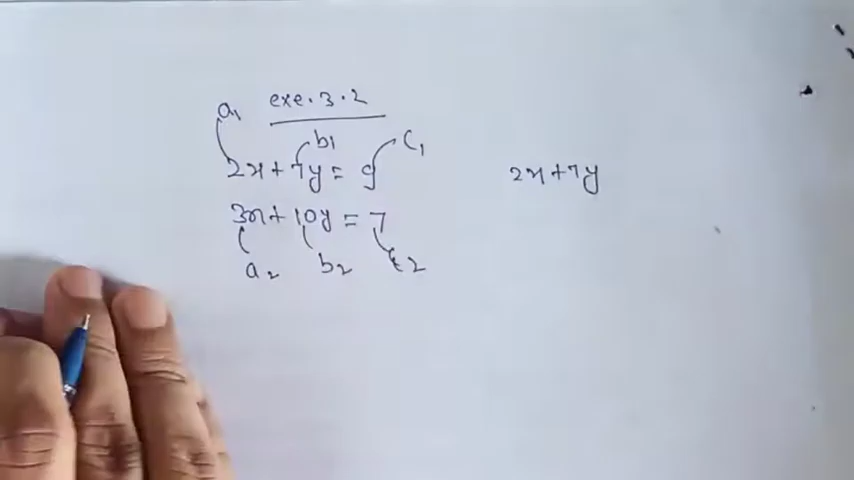 exe. 3.2
a₁ b₁ c₁
2x + 7y = 9
2x + 7y
3x + 10y = 7
a₂ b₂ c₂